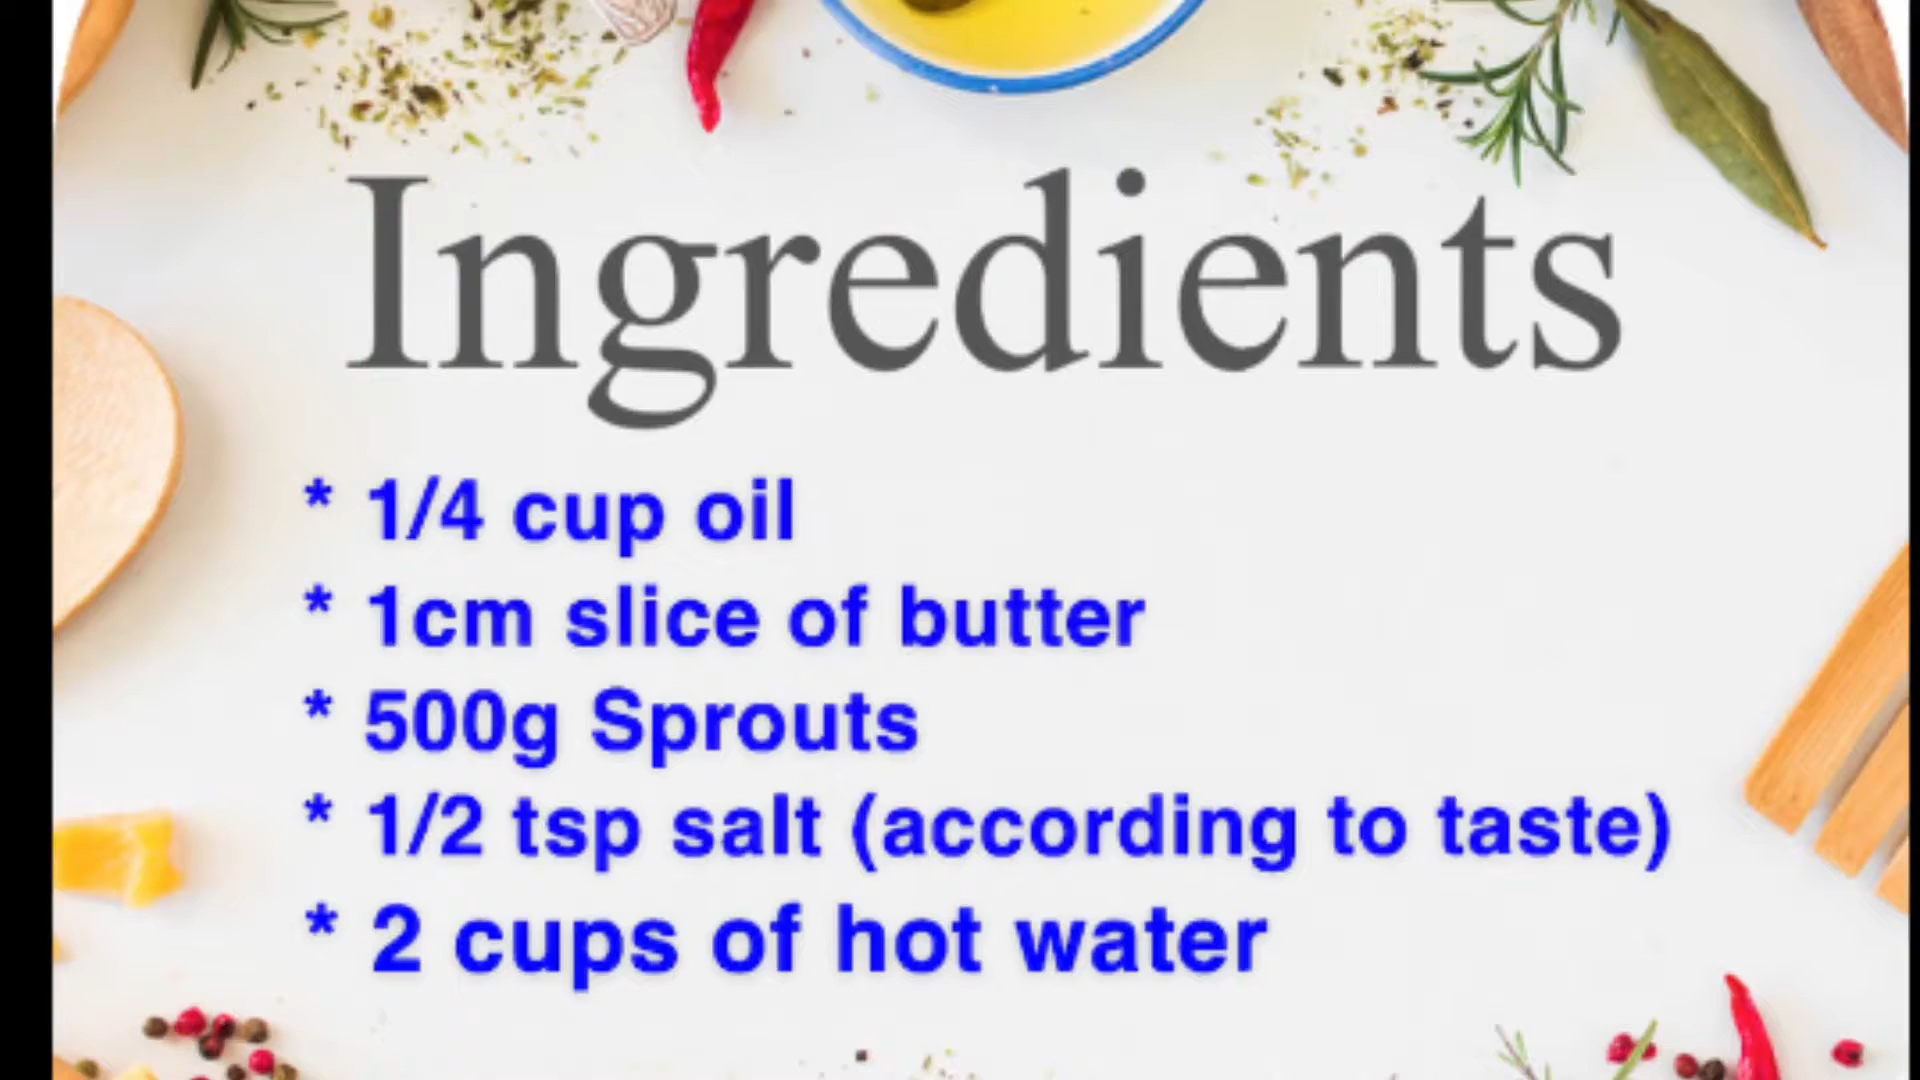 Ingredients
* 1/4 cup oil
* 1cm slice of butter
* 500g Sprouts
* 1/2 tsp salt (according to taste)
* 2 cups of hot water